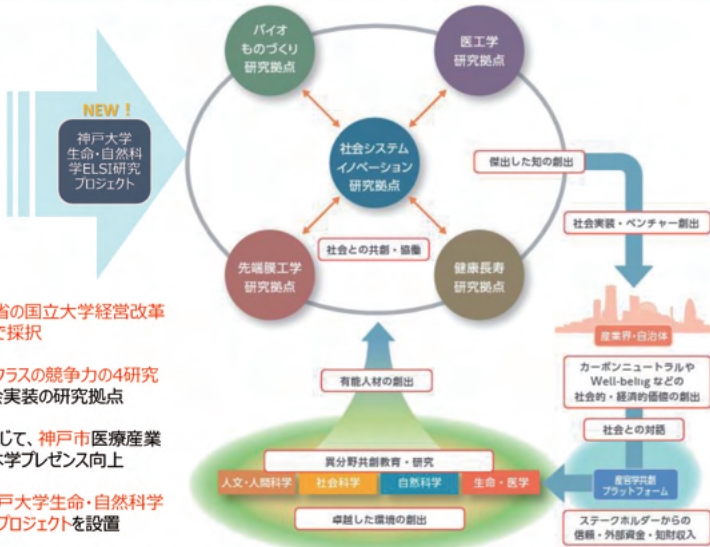 バイオ
ものづくり
研究拠点
医工学
研究拠点
NEW！
神戸大学
生命・自然科
学ELSI研究
プロジェクト
社会システム
イノベーション
研究拠点
傑出した知の創出
社会実装・ベンチャー創出
社会との共創・協働
先端膜工学
研究拠点
健康長寿
研究拠点
省の国立大学経営改革
で採択
産業界・自治体
クラスの競争力の4研究
会実装の研究拠点
有能人材の創出
カーボンニュートラルや
Well-being などの
社会的・経済的価値の創出
じて、神戸市医療産業
大学プレゼンス向上
社会との対話
異分野共創教育・研究
人文・人間科学
社会科学
自然科学
生命・医学
産官学共創
プラットフォーム
戸大学生命・自然科学
プロジェクトを設置
卓越した環境の創出
ステークホルダーからの
信頼・外部資金・知財収入